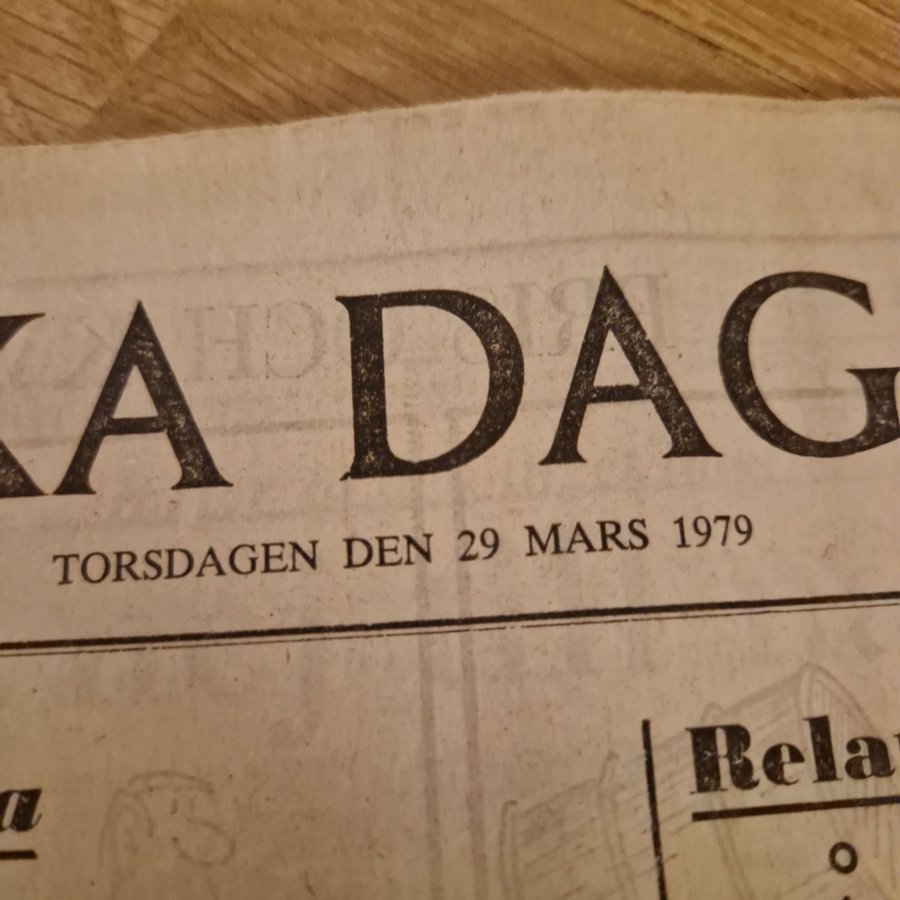 KA DAG
TORSDAGEN DEN 29 MARS 1979
a
Rela